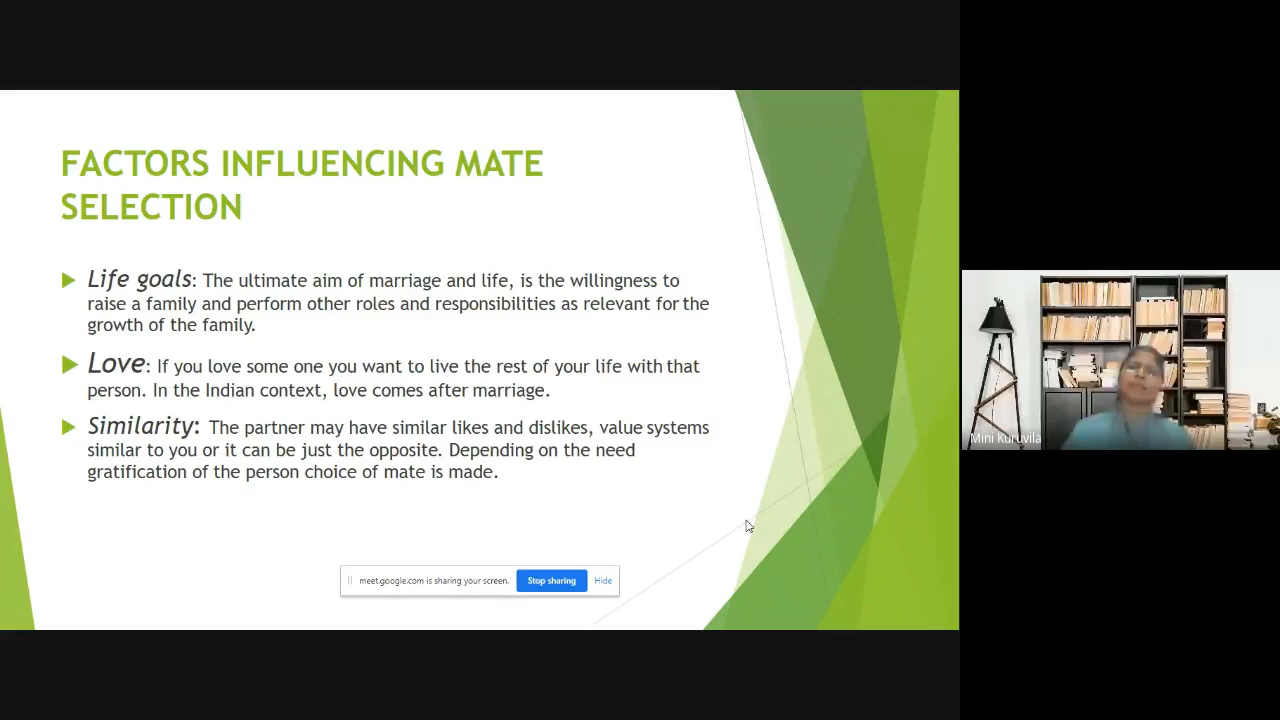 FACTORS INFLUENCING MATE
SELECTION
Life goals: The ultimate aim of marriage and life, is the willingness to
raise a family and perform other roles and responsibilities as relevant for the
growth of the family.
Love: If you love some one you want to live the rest of your life with that
person. In the Indian context, love comes after marriage.
Similarity: The partner may have similar likes and dislikes, value systems
similar to you or it can be just the opposite. Depending on the need
gratification of the person choice of mate is made.
meet.google.com is sharing your screen. Stop sharing Hide
Mini Kuruvila